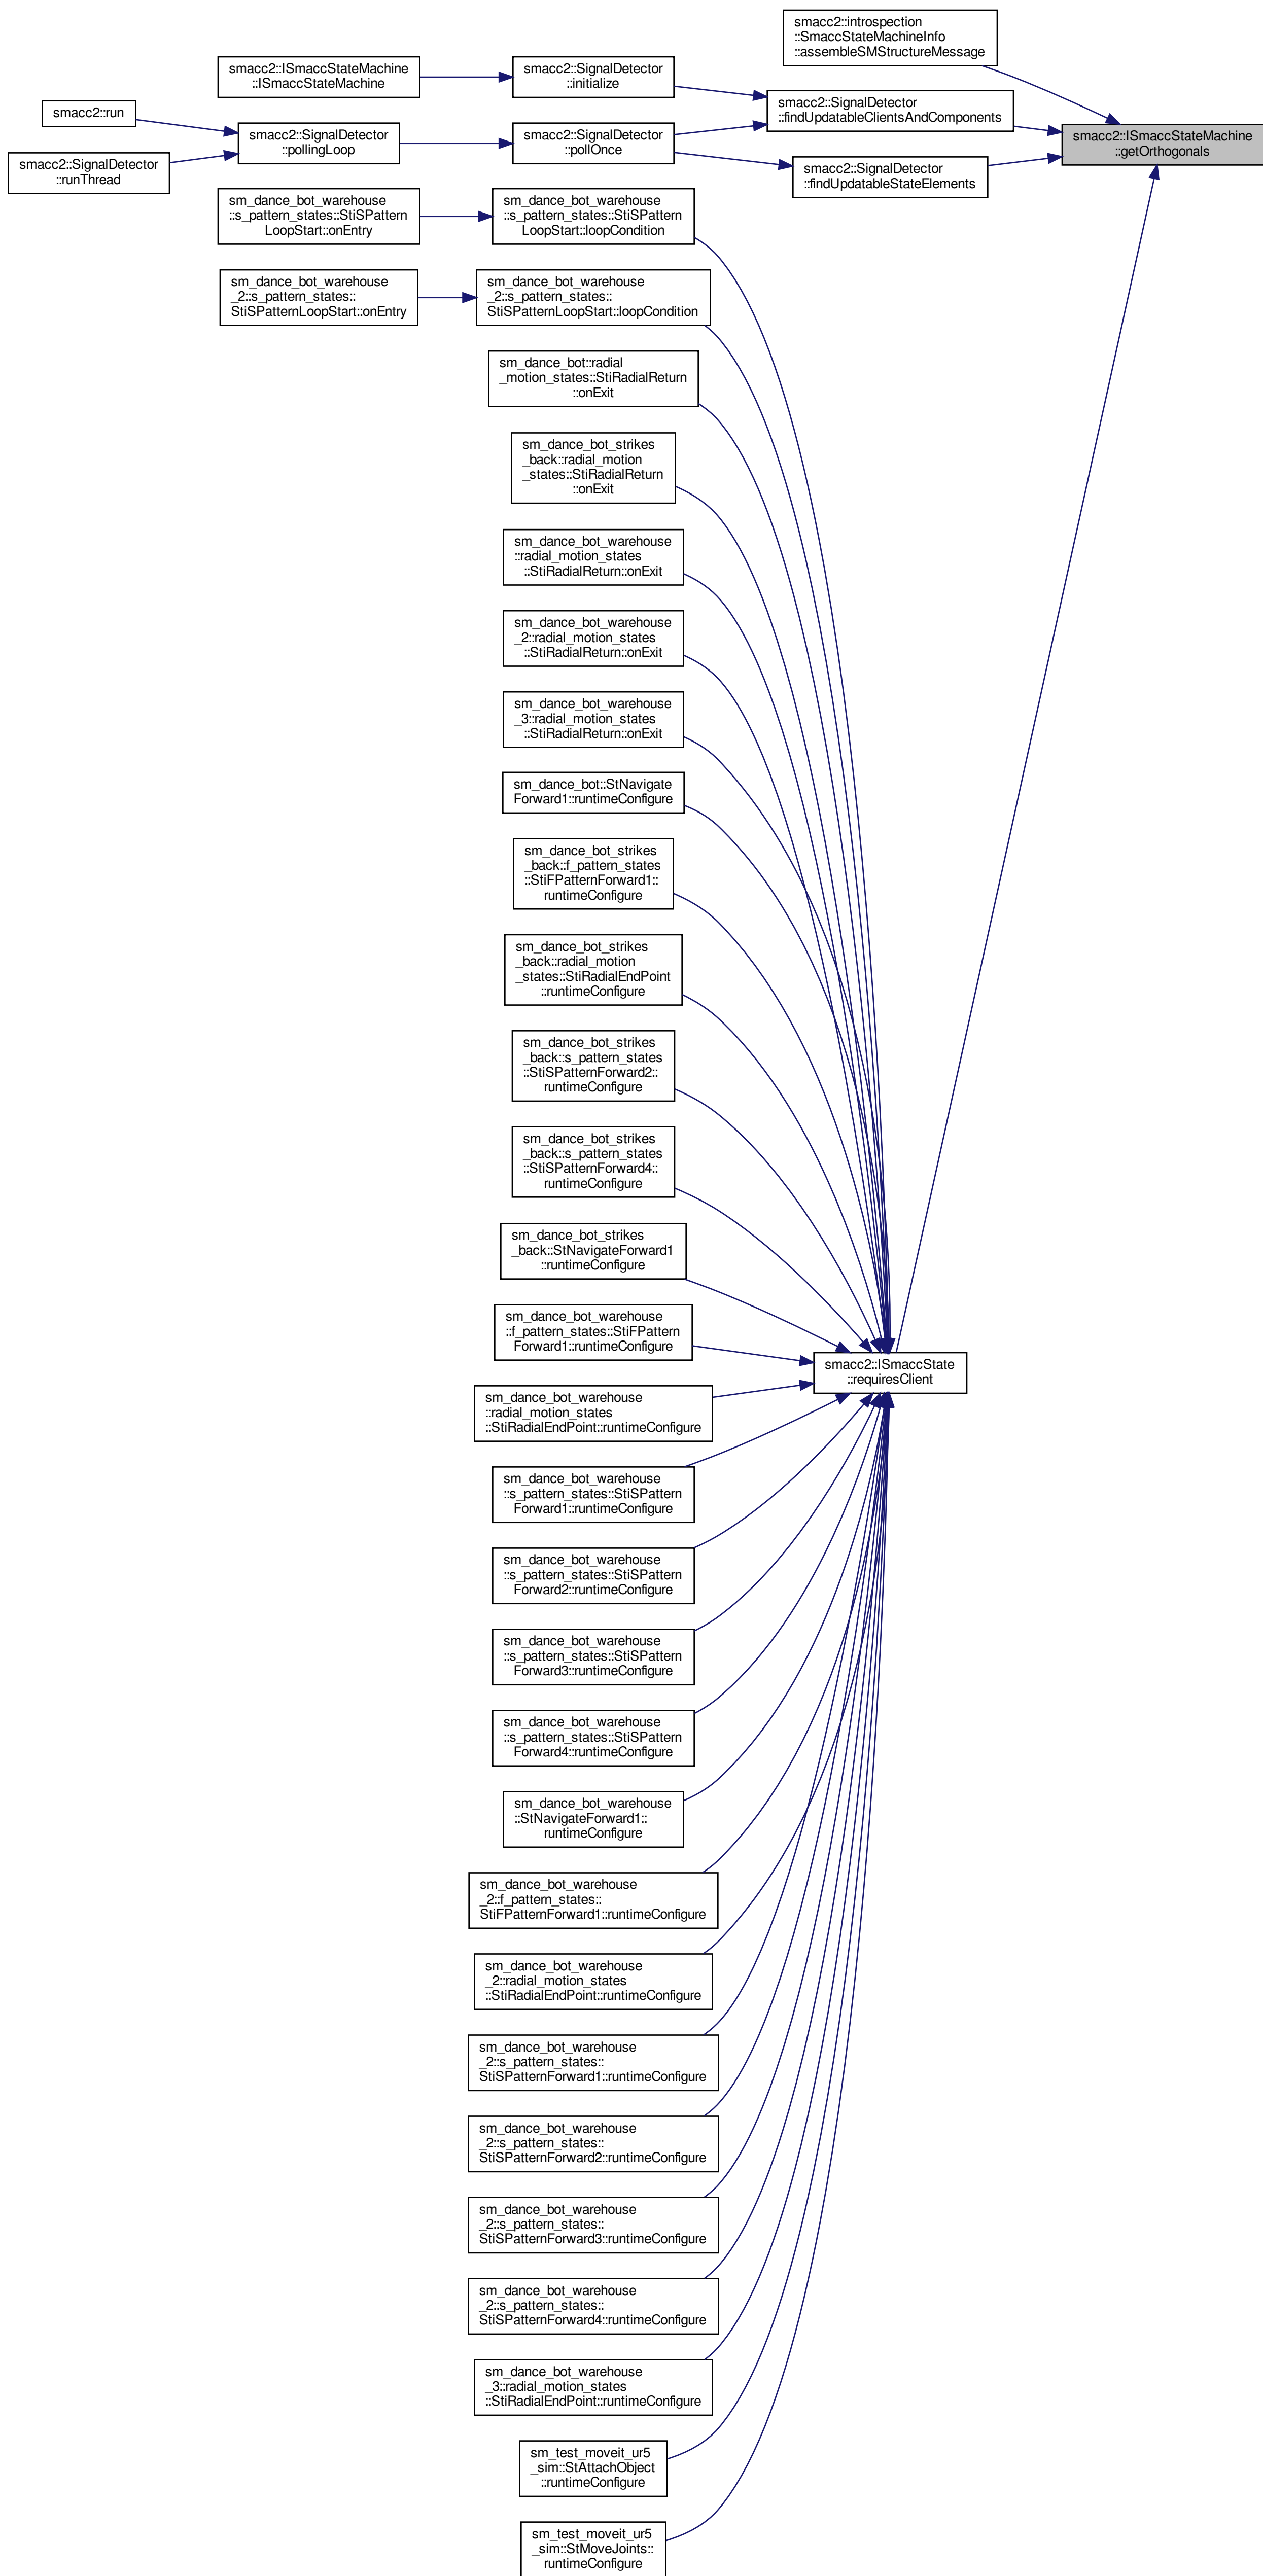 smacc2::introspection
::SmaccStateMachineInfo
::assembleSMStructureMessage
smacc2::ISmaccStateMachine
::ISmaccStateMachine
smacc2::SignalDetector
::initialize
smacc2::SignalDetector
::findUpdatableClientsAndComponents
smacc2::run
smacc2::SignalDetector
::pollingLoop
smacc2::SignalDetector
::pollOnce
smacc2::ISmaccStateMachine
::getOrthogonals
smacc2::SignalDetector
::runThread
smacc2::SignalDetector
::findUpdatableStateElements
sm_dance_bot_warehouse
::s_pattern_states::StiSPattern
LoopStart::onEntry
sm_dance_bot_warehouse
::s_pattern_states::StiSPattern
LoopStart::loopCondition
sm_dance_bot_warehouse
_2::s_pattern_states::
StiSPatternLoopStart::onEntry
sm_dance_bot_warehouse
_2::s_pattern_states::
StiSPatternLoopStart::loopCondition
sm_dance_bot::radial
_motion_states::StiRadialReturn
::onExit
sm_dance_bot_strikes
_back::radial_motion
_states::StiRadialReturn
::onExit
sm_dance_bot_warehouse
::radial_motion_states
::StiRadialReturn::onExit
sm_dance_bot_warehouse
_2::radial_motion_states
::StiRadialReturn::onExit
sm_dance_bot_warehouse
_3::radial_motion_states
::StiRadialReturn::onExit
sm_dance_bot::StNavigate
Forward1::runtimeConfigure
sm_dance_bot_strikes
_back::f_pattern_states
::StiFPatternForward1::
runtimeConfigure
sm_dance_bot_strikes
_back::radial_motion
_states::StiRadialEndPoint
::runtimeConfigure
sm_dance_bot_strikes
_back::s_pattern_states
::StiSPatternForward2::
runtimeConfigure
sm_dance_bot_strikes
_back::s_pattern_states
::StiSPatternForward4::
runtimeConfigure
sm_dance_bot_strikes
_back::StNavigateForward1
::runtimeConfigure
sm_dance_bot_warehouse
::f_pattern_states::StiFPattern
Forward1::runtimeConfigure
smacc2::ISmaccState
::requiresClient
sm_dance_bot_warehouse
::radial_motion_states
::StiRadialEndPoint::runtimeConfigure
sm_dance_bot_warehouse
::s_pattern_states::StiSPattern
Forward1::runtimeConfigure
sm_dance_bot_warehouse
::s_pattern_states::StiSPattern
Forward2::runtimeConfigure
sm_dance_bot_warehouse
::s_pattern_states::StiSPattern
Forward3::runtimeConfigure
sm_dance_bot_warehouse
::s_pattern_states::StiSPattern
Forward4::runtimeConfigure
sm_dance_bot_warehouse
::StNavigateForward1::
runtimeConfigure
sm_dance_bot_warehouse
_2::f_pattern_states::
StiFPatternForward1::runtimeConfigure
sm_dance_bot_warehouse
_2::radial_motion_states
::StiRadialEndPoint::runtimeConfigure
sm_dance_bot_warehouse
_2::s_pattern_states::
StiSPatternForward1::runtimeConfigure
sm_dance_bot_warehouse
_2::s_pattern_states::
StiSPatternForward2::runtimeConfigure
sm_dance_bot_warehouse
_2::s_pattern_states::
StiSPatternForward3::runtimeConfigure
sm_dance_bot_warehouse
_2::s_pattern_states::
StiSPatternForward4::runtimeConfigure
sm_dance_bot_warehouse
_3::radial_motion_states
::StiRadialEndPoint::runtimeConfigure
sm_test_moveit_ur5
_sim::StAttachObject
::runtimeConfigure
sm_test_moveit_ur5
_sim::StMoveJoints::
runtimeConfigure